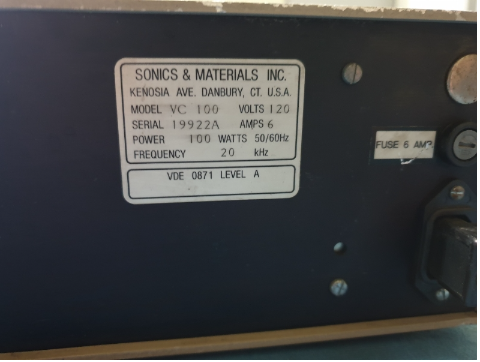 SONICS & MATERIALS INC.
KENOSIA AVE. DANBURY, CT. U.S.A.
MODEL VC 100 VOLTS 120
SERIAL 19922A AMPS 6
POWER 100 WATTS 50/60Hz
FREQUENCY 20 kHz
VDE 0871 LEVEL A
FUSE 6 AMP